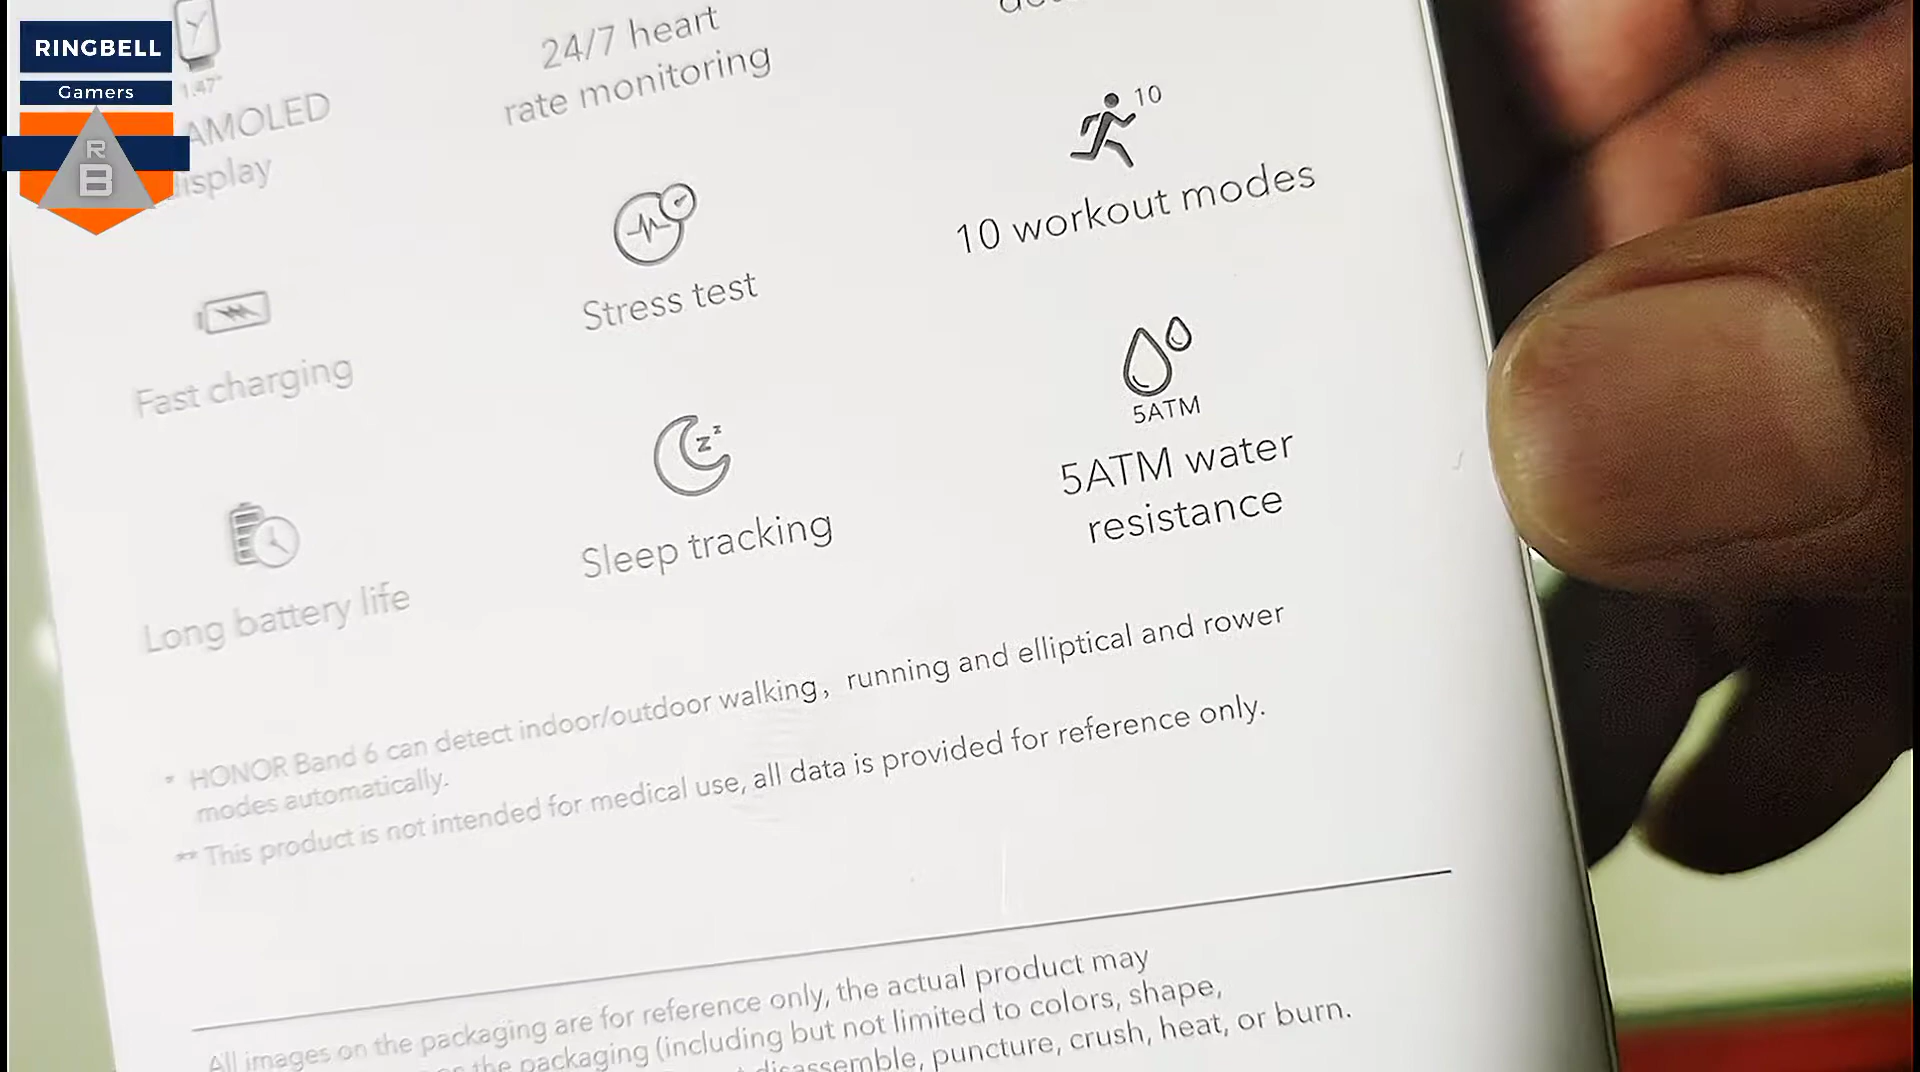 RINGBELL
Gamers
R
B
1.47"
AMOLED
display
24/7 heart
rate monitoring
10
10 workout modes
Stress test
Fast charging
5ATM
5ATM water
resistance
z z
Sleep tracking
Long battery life
* HONOR Band 6 can detect indoor/outdoor walking, running and elliptical and rower
modes automatically.
** This product is not intended for medical use, all data is provided for reference only.
All images on the packaging are for reference only, the actual product may
the packaging (including but not limited to colors, shape,
disassemble, puncture, crush, heat, or burn.